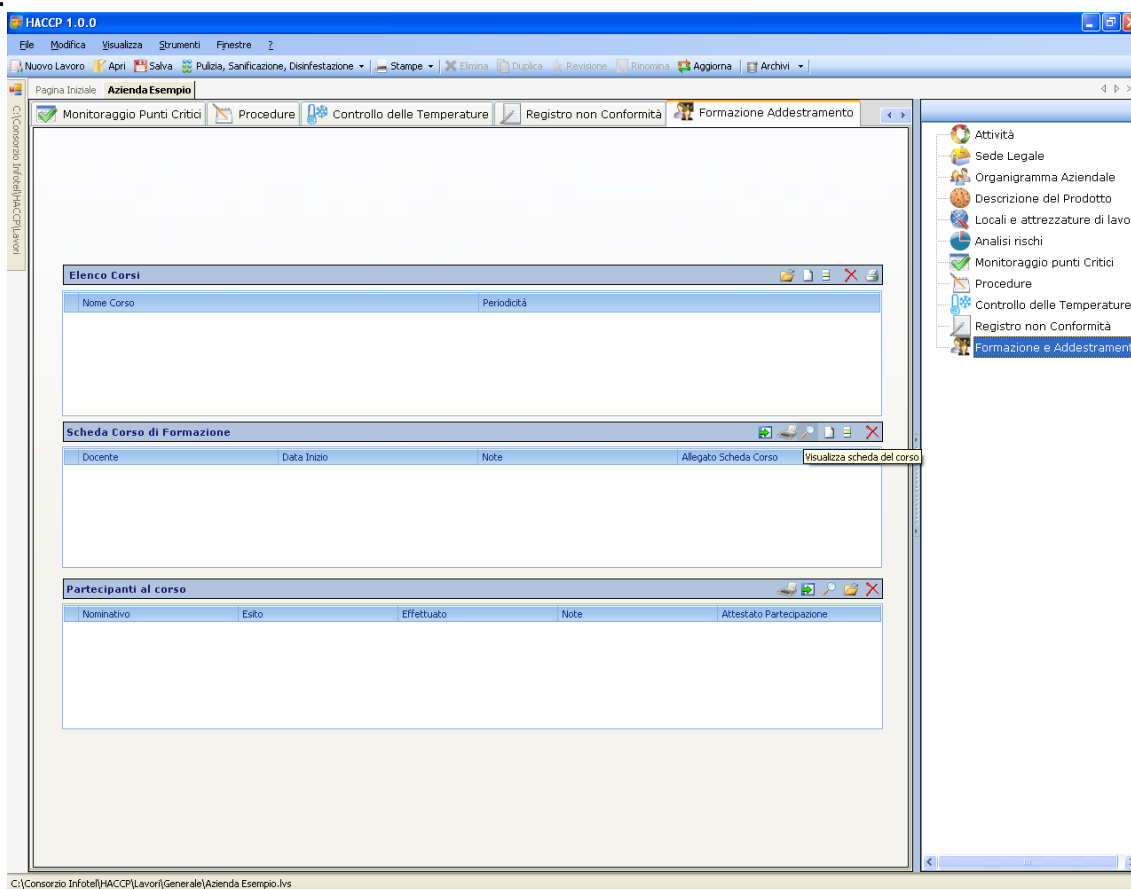 HACCP 1.0.0
File Modifica Visualizza Strumenti Finestre ?
Nuovo Lavoro Apri Salva Pulizia, Sanificazione, Disinfestazione Stampe Elimina Duplica Revisione Rinomina Aggiorna Archivi
Pagina Iniziale Azienda Esempio
C:\Consorzio Infotel\HACCP\Lavori
Monitoraggio Punti Critici Procedure Controllo delle Temperature Registro non Conformità Formazione Addestramento
Attività
Sede Legale
Organigramma Aziendale
Descrizione del Prodotto
Locali e attrezzature di lavo
Analisi rischi
Monitoraggio punti Critici
Procedure
Controllo delle Temperature
Registro non Conformità
Formazione e Addestrament
Elenco Corsi
Nome Corso Periodicità
Scheda Corso di Formazione
Docente Data Inizio Note Allegato Scheda Corso
Visualizza scheda del corso
Partecipanti al corso
Nominativo Esito Effettuato Note Attestato Partecipazione
C:\Consorzio Infotel\HACCP\Lavori\Generale\Azienda Esempio.lvs